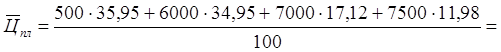 Ц̅пл = (500 · 35,95 + 6000 · 34,95 + 7000 · 17,12 + 7500 · 11,98) / 100 =